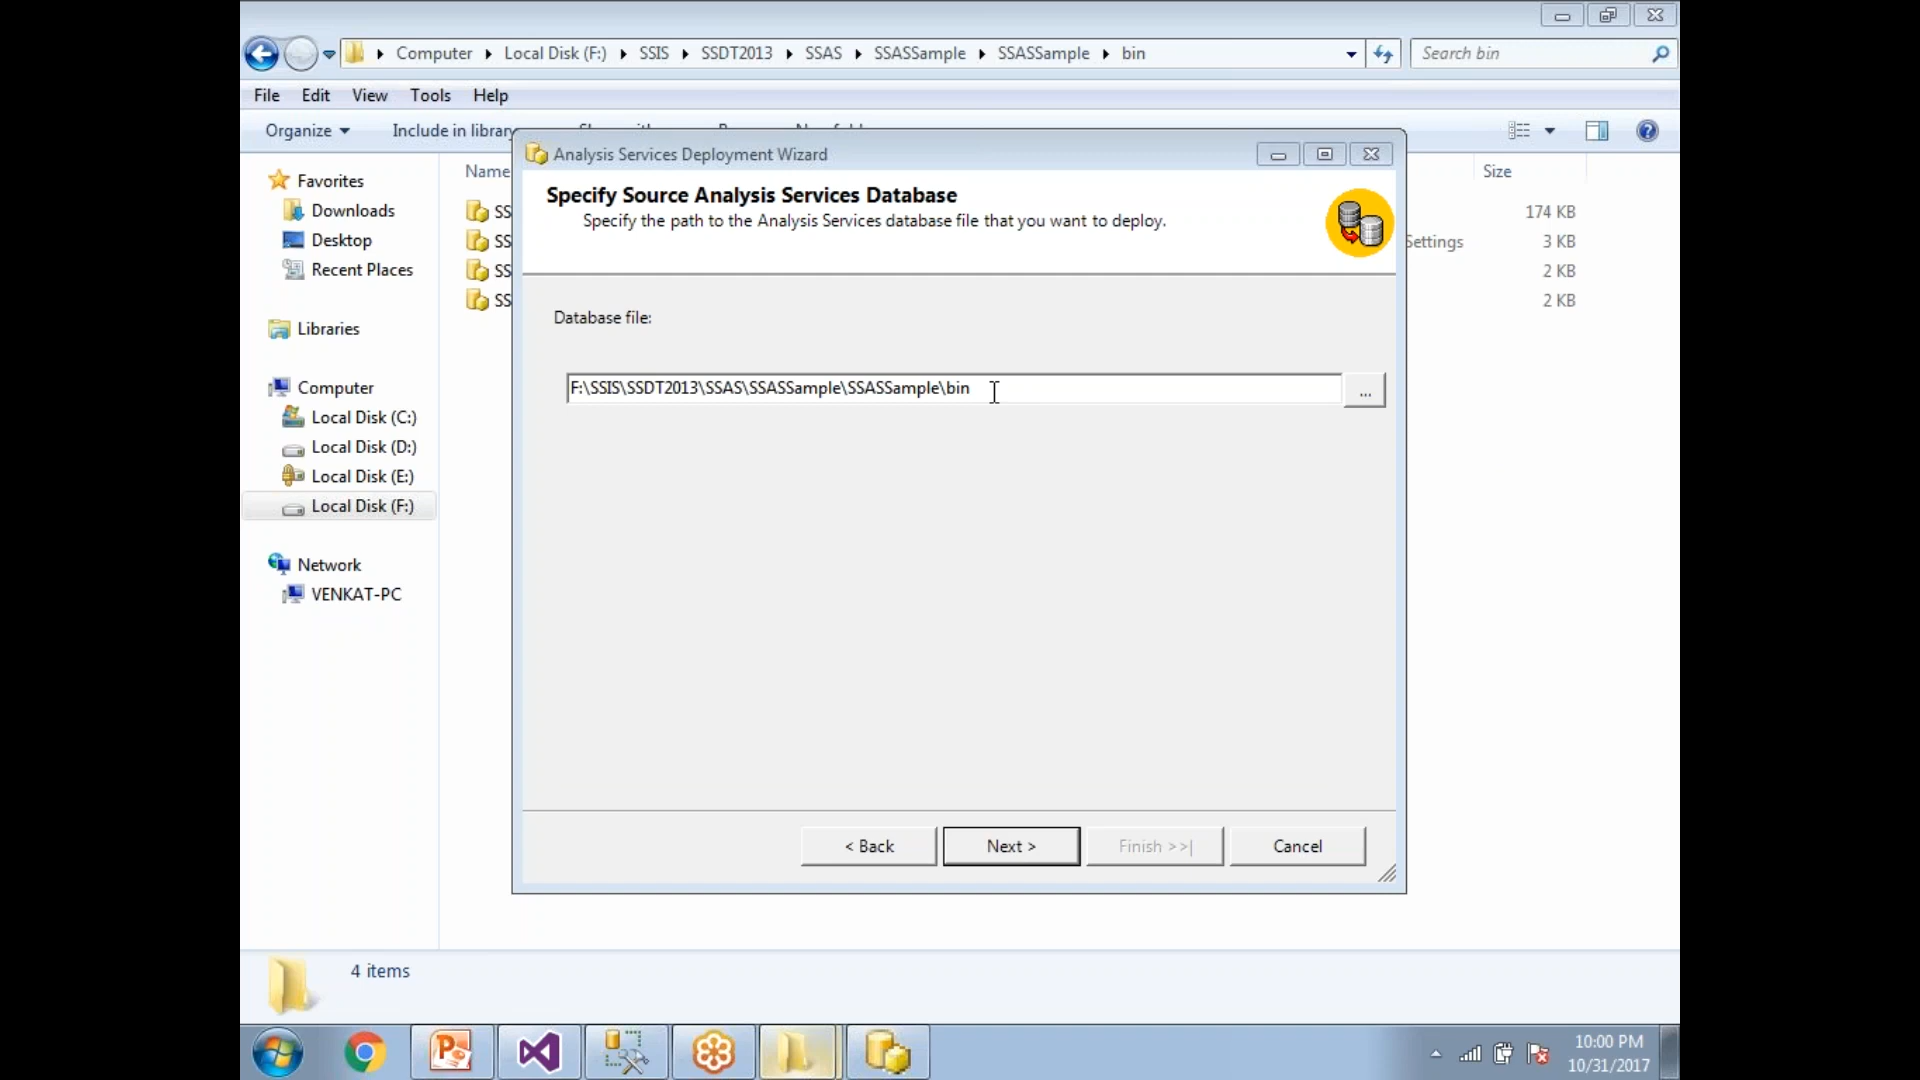 Computer Local Disk (F:) SSIS SSDT2013 SSAS SSASSample SSASSample bin
Search bin
File Edit View Tools Help
Organize Include in library
Analysis Services Deployment Wizard
Name Size
Favorites
Downloads
Desktop
Recent Places
Libraries
Computer
Local Disk (C:)
Local Disk (D:)
Local Disk (E:)
Local Disk (F:)
Network
VENKAT-PC
SS 174 KB
SS Settings 3 KB
SS 2 KB
SS 2 KB
Specify Source Analysis Services Database
Specify the path to the Analysis Services database file that you want to deploy.
Database file:
F:\SSIS\SSDT2013\SSAS\SSASSample\SSASSample\bin
...
< Back Next > Finish >>| Cancel
4 items
10:00 PM
10/31/2017